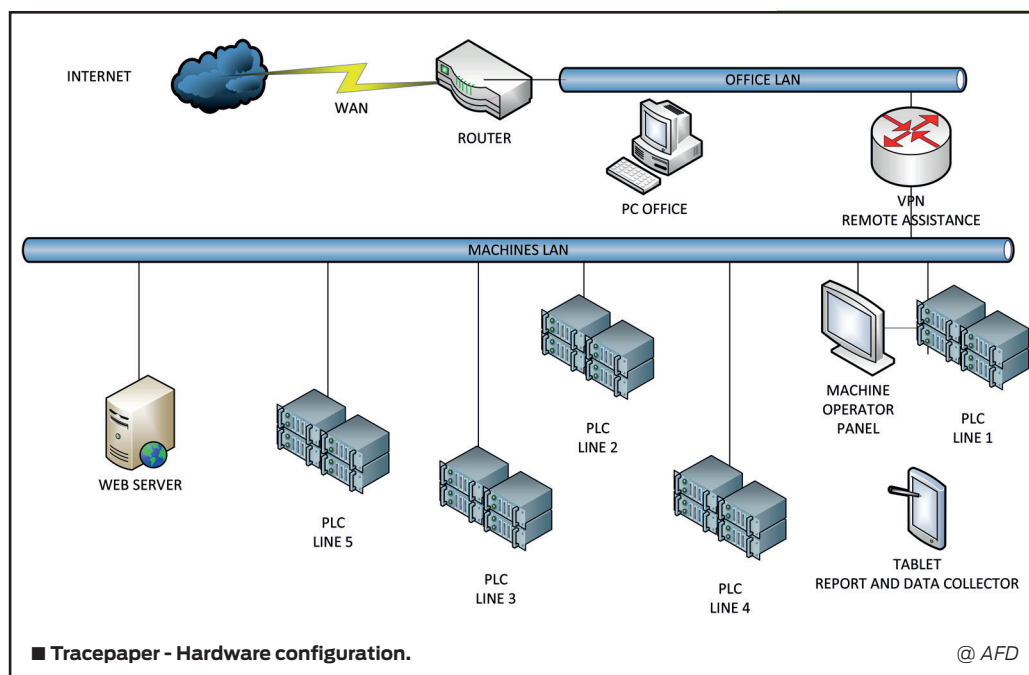 INTERNET
WAN
ROUTER
OFFICE LAN
PC OFFICE
VPN
REMOTE ASSISTANCE
MACHINES LAN
WEB SERVER
PLC
LINE 5
PLC
LINE 3
PLC
LINE 2
PLC
LINE 4
MACHINE
OPERATOR
PANEL
PLC
LINE 1
TABLET
REPORT AND DATA COLLECTOR
■ Tracepaper - Hardware configuration.
@ AFD